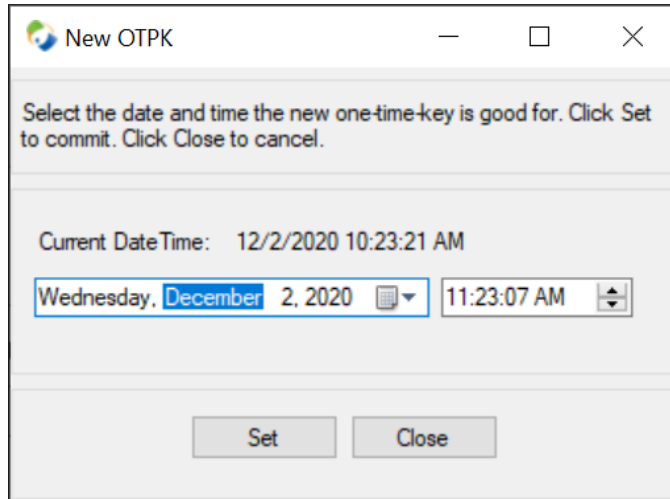 New OTPK
Select the date and time the new one-time-key is good for. Click Set
to commit. Click Close to cancel.
Current DateTime: 12/2/2020 10:23:21 AM
Wednesday, December 2, 2020 11:23:07 AM
Set Close